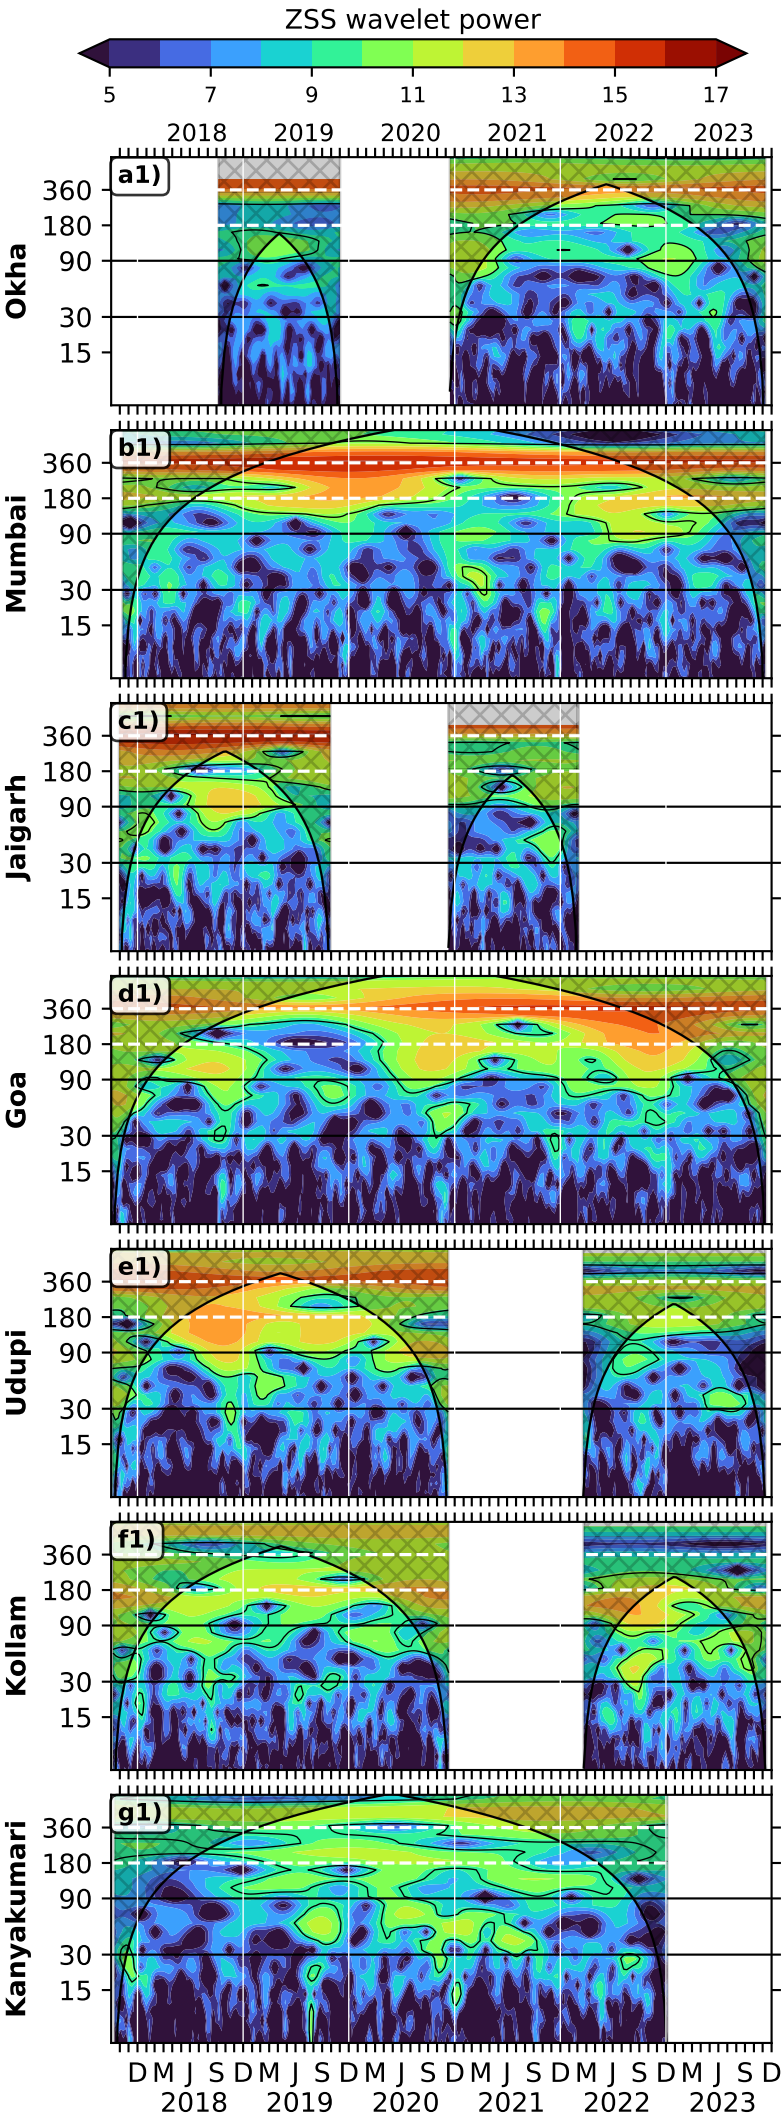 ZSS wavelet power
5 7 9 11 13 15 17
2018 2019 2020 2021 2022 2023
a1)
360
180
90
30
15
Okha
b1)
360
180
90
30
15
Mumbai
c1)
360
180
90
30
15
Jaigarh
d1)
360
180
90
30
15
Goa
e1)
360
180
90
30
15
Udupi
f1)
360
180
90
30
15
Kollam
g1)
360
180
90
30
15
Kanyakumari
D M J S D M J S D M J S D M J S D M J S D M J S D
2018 2019 2020 2021 2022 2023